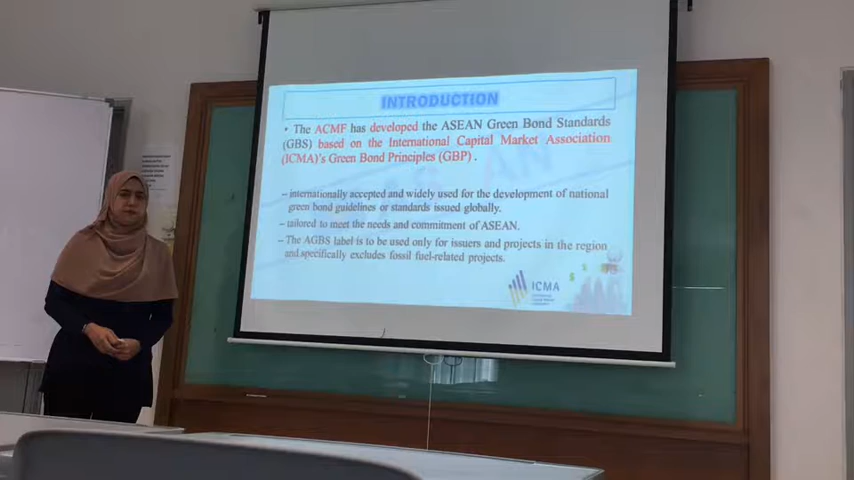 INTRODUCTION
• The ACMF has developed the ASEAN Green Bond Standards
(GBS) based on the International Capital Market Association
(ICMA)'s Green Bond Principles (GBP).
– internationally accepted and widely used for the development of national
green bond guidelines or standards issued globally.
– tailored to meet the needs and commitment of ASEAN.
– The AGBS label is to be used only for issuers and projects in the region
and specifically excludes fossil fuel-related projects.
ICMA